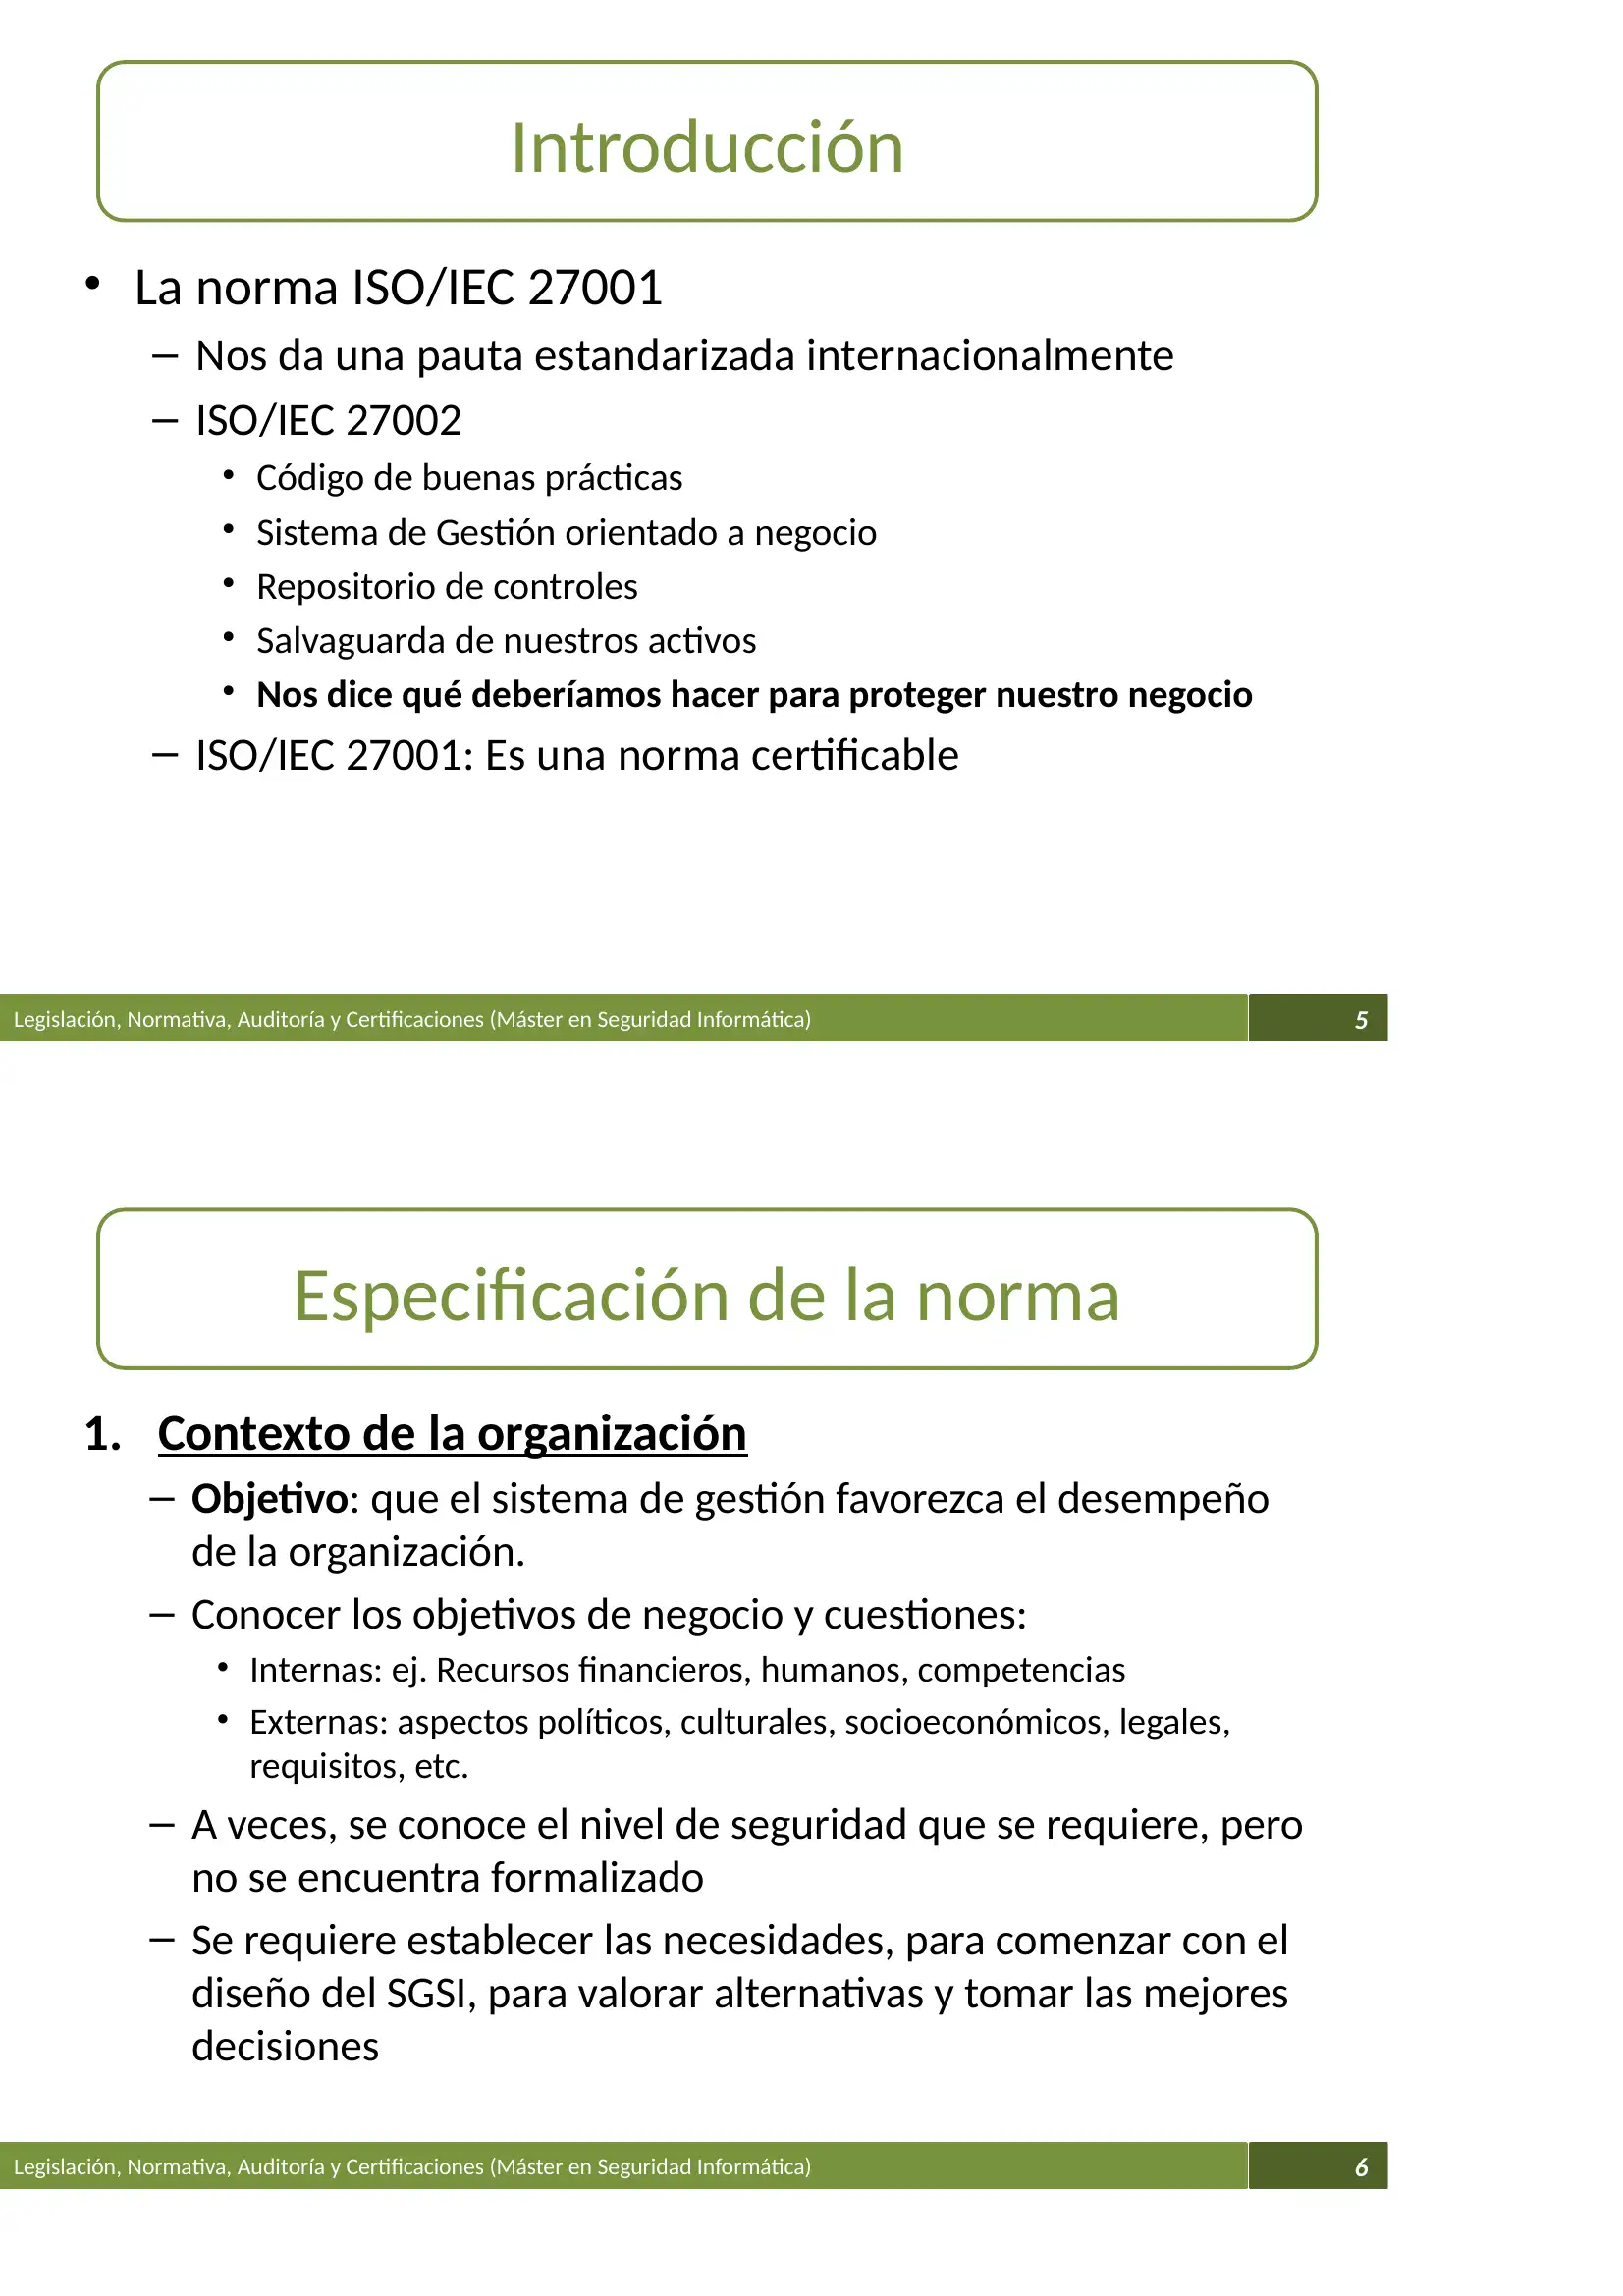 Introducción
• La norma ISO/IEC 27001
– Nos da una pauta estandarizada internacionalmente
– ISO/IEC 27002
• Código de buenas prácticas
• Sistema de Gestión orientado a negocio
• Repositorio de controles
• Salvaguarda de nuestros activos
• Nos dice qué deberíamos hacer para proteger nuestro negocio
– ISO/IEC 27001: Es una norma certificable
Legislación, Normativa, Auditoría y Certificaciones (Máster en Seguridad Informática) 5
Especificación de la norma
1. Contexto de la organización
– Objetivo: que el sistema de gestión favorezca el desempeño
de la organización.
– Conocer los objetivos de negocio y cuestiones:
• Internas: ej. Recursos financieros, humanos, competencias
• Externas: aspectos políticos, culturales, socioeconómicos, legales,
requisitos, etc.
– A veces, se conoce el nivel de seguridad que se requiere, pero
no se encuentra formalizado
– Se requiere establecer las necesidades, para comenzar con el
diseño del SGSI, para valorar alternativas y tomar las mejores
decisiones
Legislación, Normativa, Auditoría y Certificaciones (Máster en Seguridad Informática) 6